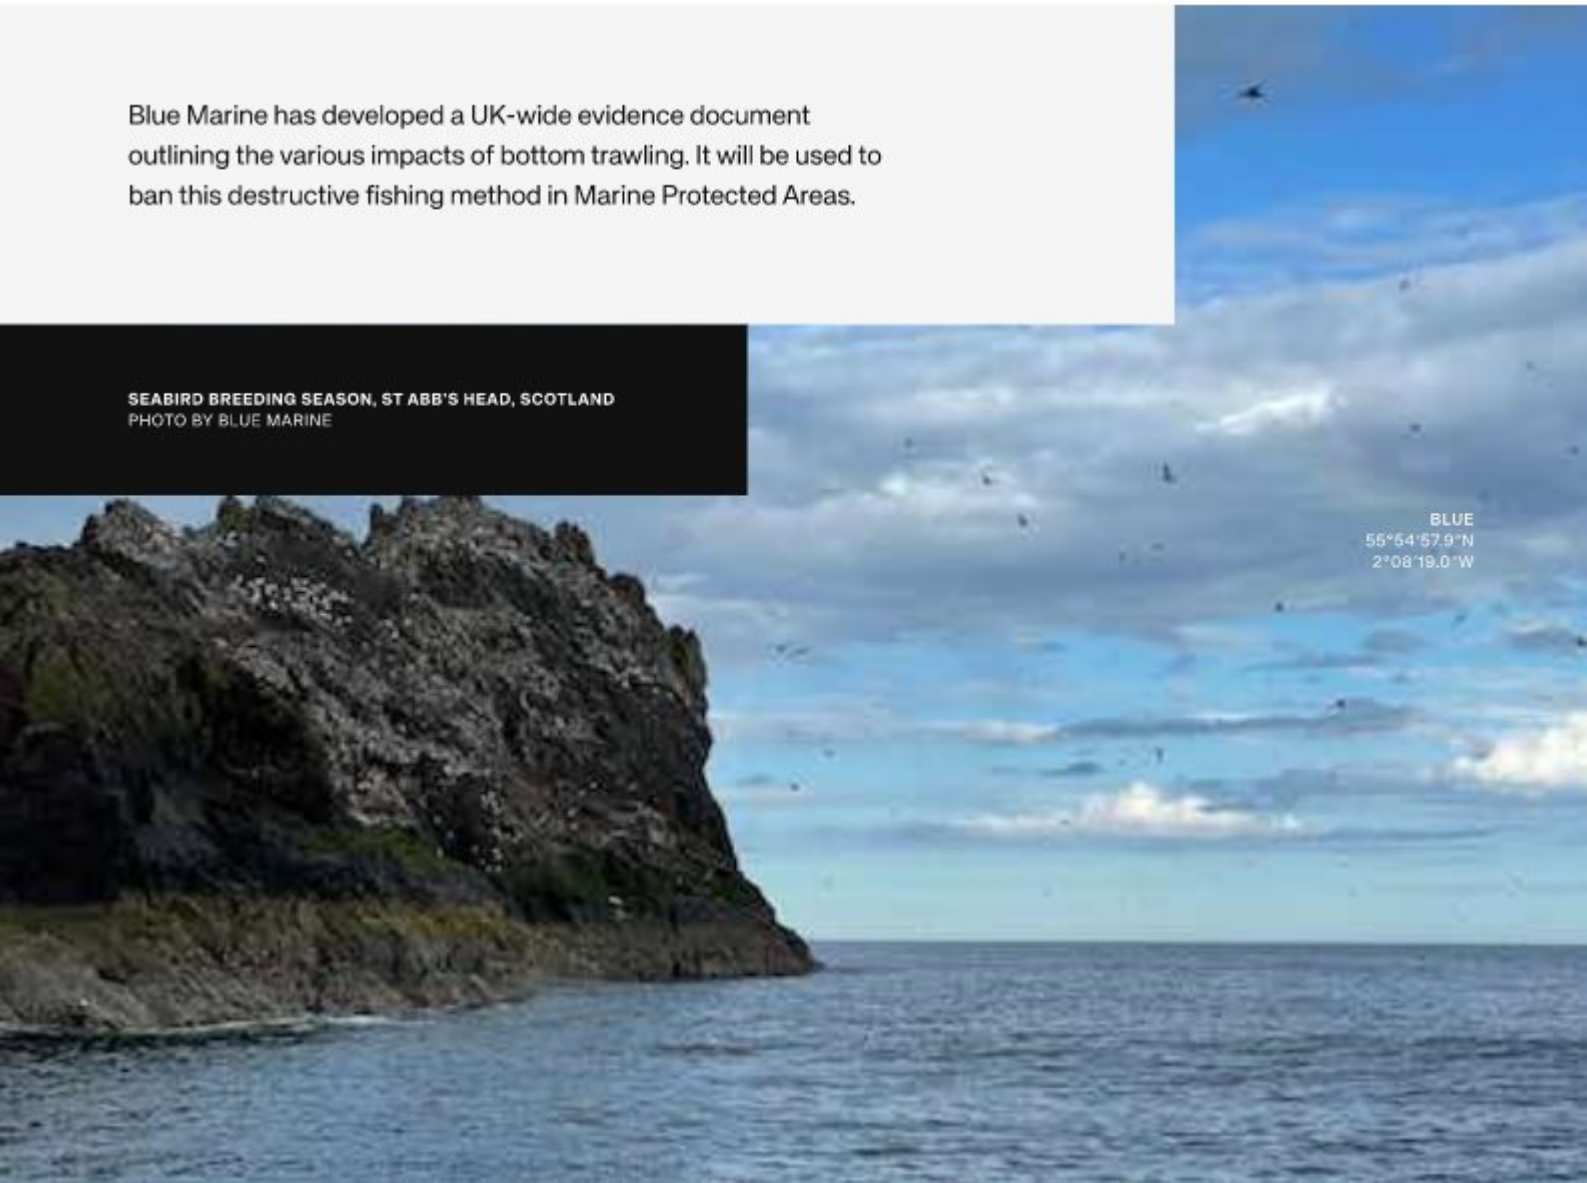 Blue Marine has developed a UK-wide evidence document
outlining the various impacts of bottom trawling. It will be used to
ban this destructive fishing method in Marine Protected Areas.
SEABIRD BREEDING SEASON, ST ABB'S HEAD, SCOTLAND
PHOTO BY BLUE MARINE
BLUE
55°54'57.9"N
2°08'19.0"W